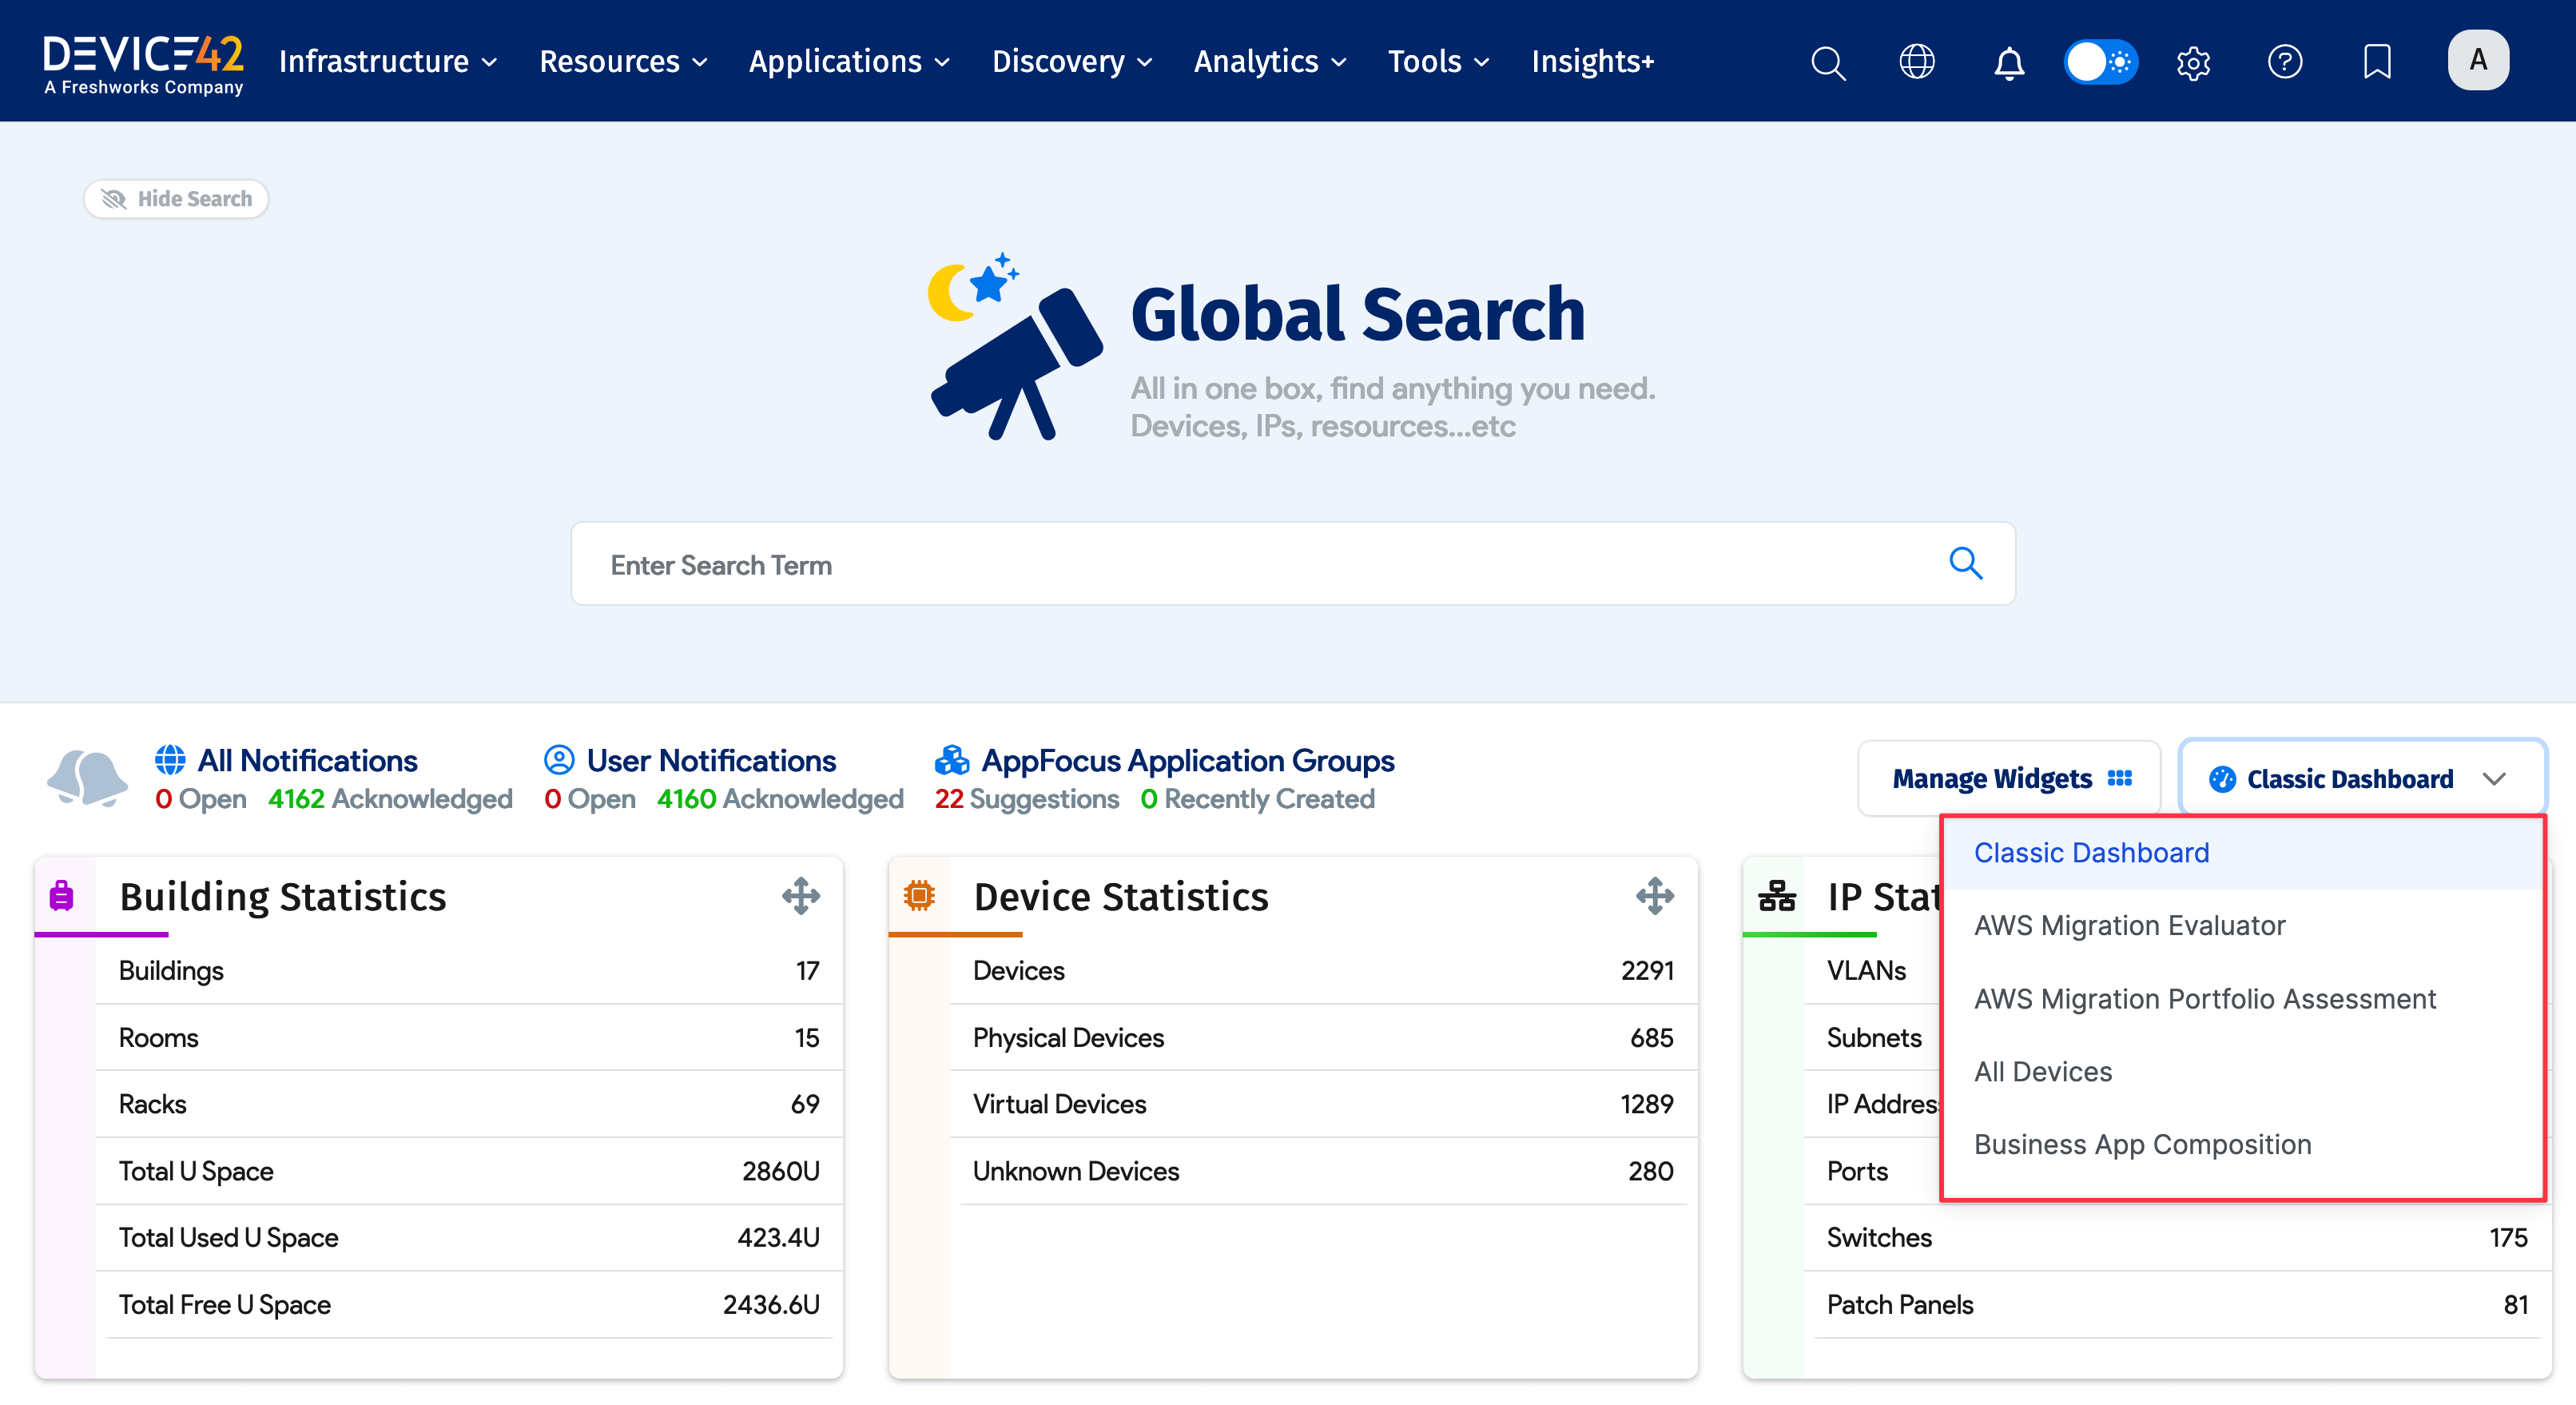 DEVICE42
A Freshworks Company
Infrastructure Resources Applications Discovery Analytics Tools Insights+
A
Hide Search
Global Search
All in one box, find anything you need.
Devices, IPs, resources...etc
Enter Search Term
All Notifications
0 Open 4162 Acknowledged
User Notifications
0 Open 4160 Acknowledged
AppFocus Application Groups
22 Suggestions 0 Recently Created
Manage Widgets
Classic Dashboard
Classic Dashboard
AWS Migration Evaluator
AWS Migration Portfolio Assessment
All Devices
Business App Composition
Building Statistics
Buildings 17
Rooms 15
Racks 69
Total U Space 2860U
Total Used U Space 423.4U
Total Free U Space 2436.6U
Device Statistics
Devices 2291
Physical Devices 685
Virtual Devices 1289
Unknown Devices 280
IP Stat
VLANs
Subnets
IP Addres
Ports
Switches 175
Patch Panels 81